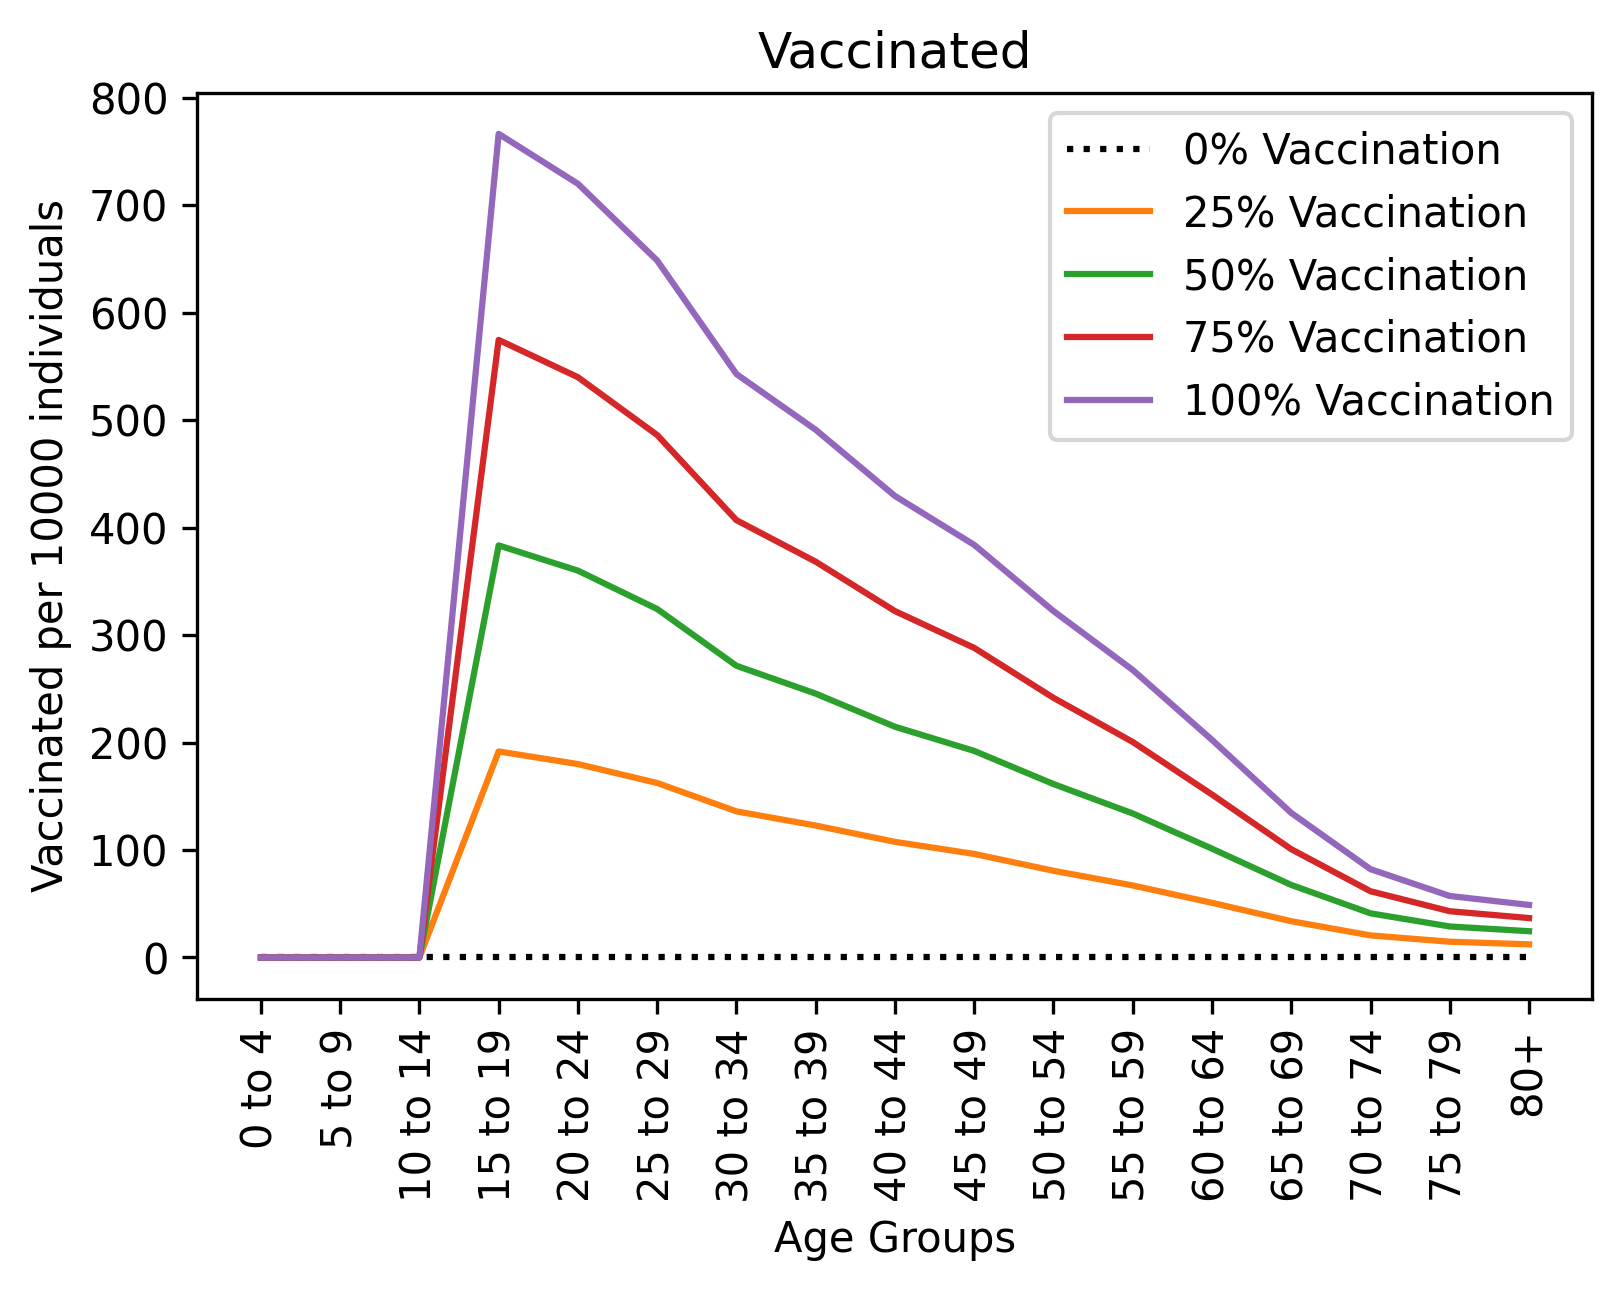 Vaccinated
800
700
600
500
400
300
200
100
0
Vaccinated per 10000 individuals
0% Vaccination
25% Vaccination
50% Vaccination
75% Vaccination
100% Vaccination
0 to 4
5 to 9
10 to 14
15 to 19
20 to 24
25 to 29
30 to 34
35 to 39
40 to 44
45 to 49
50 to 54
55 to 59
60 to 64
65 to 69
70 to 74
75 to 79
80+
Age Groups